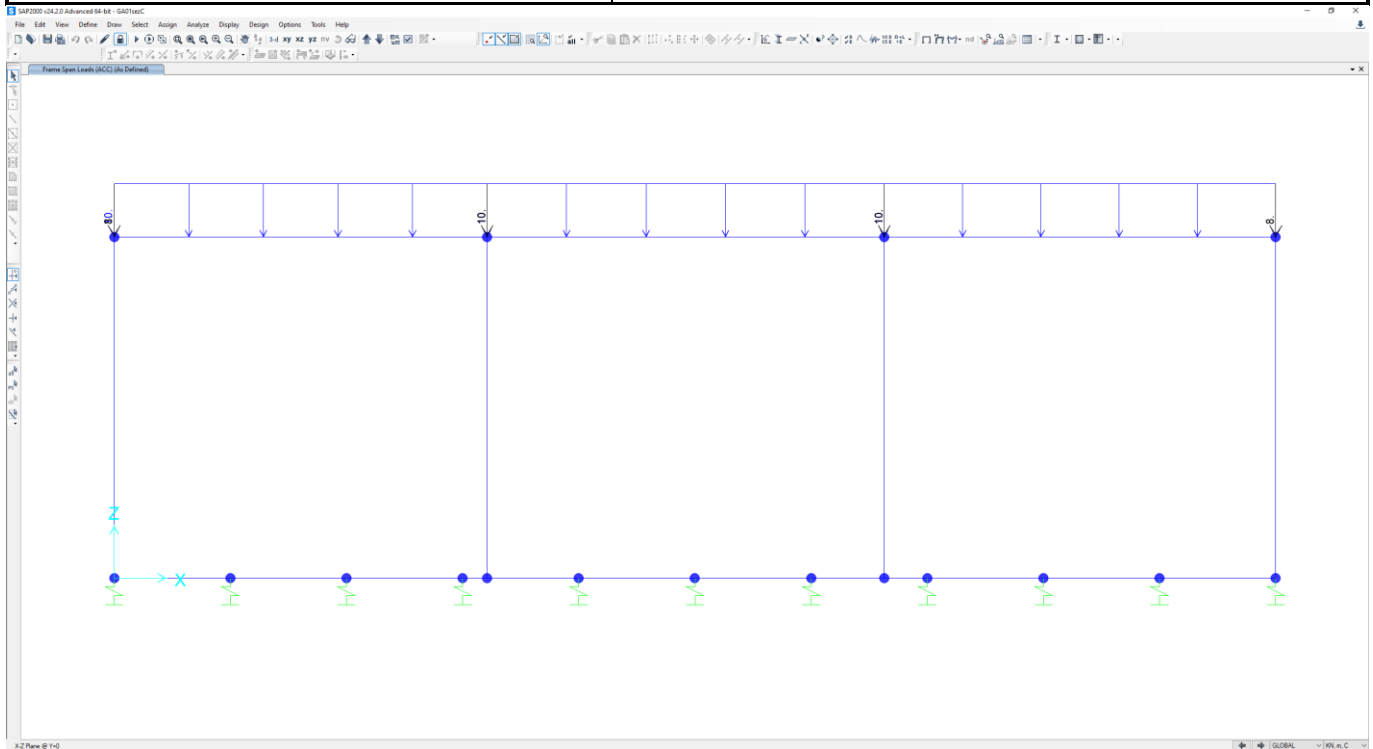 SAP2000 v24.2.0 Advanced 64-bit - GA01sezC
File Edit View Define Draw Select Assign Analyze Display Design Options Tools Help
3-d xy xz yz nv
nd
Frame Span Loads (ACC) (As Defined)
10.
10.
8.
Z
X
X-Z Plane @ Y=0
GLOBAL
KN, m, C